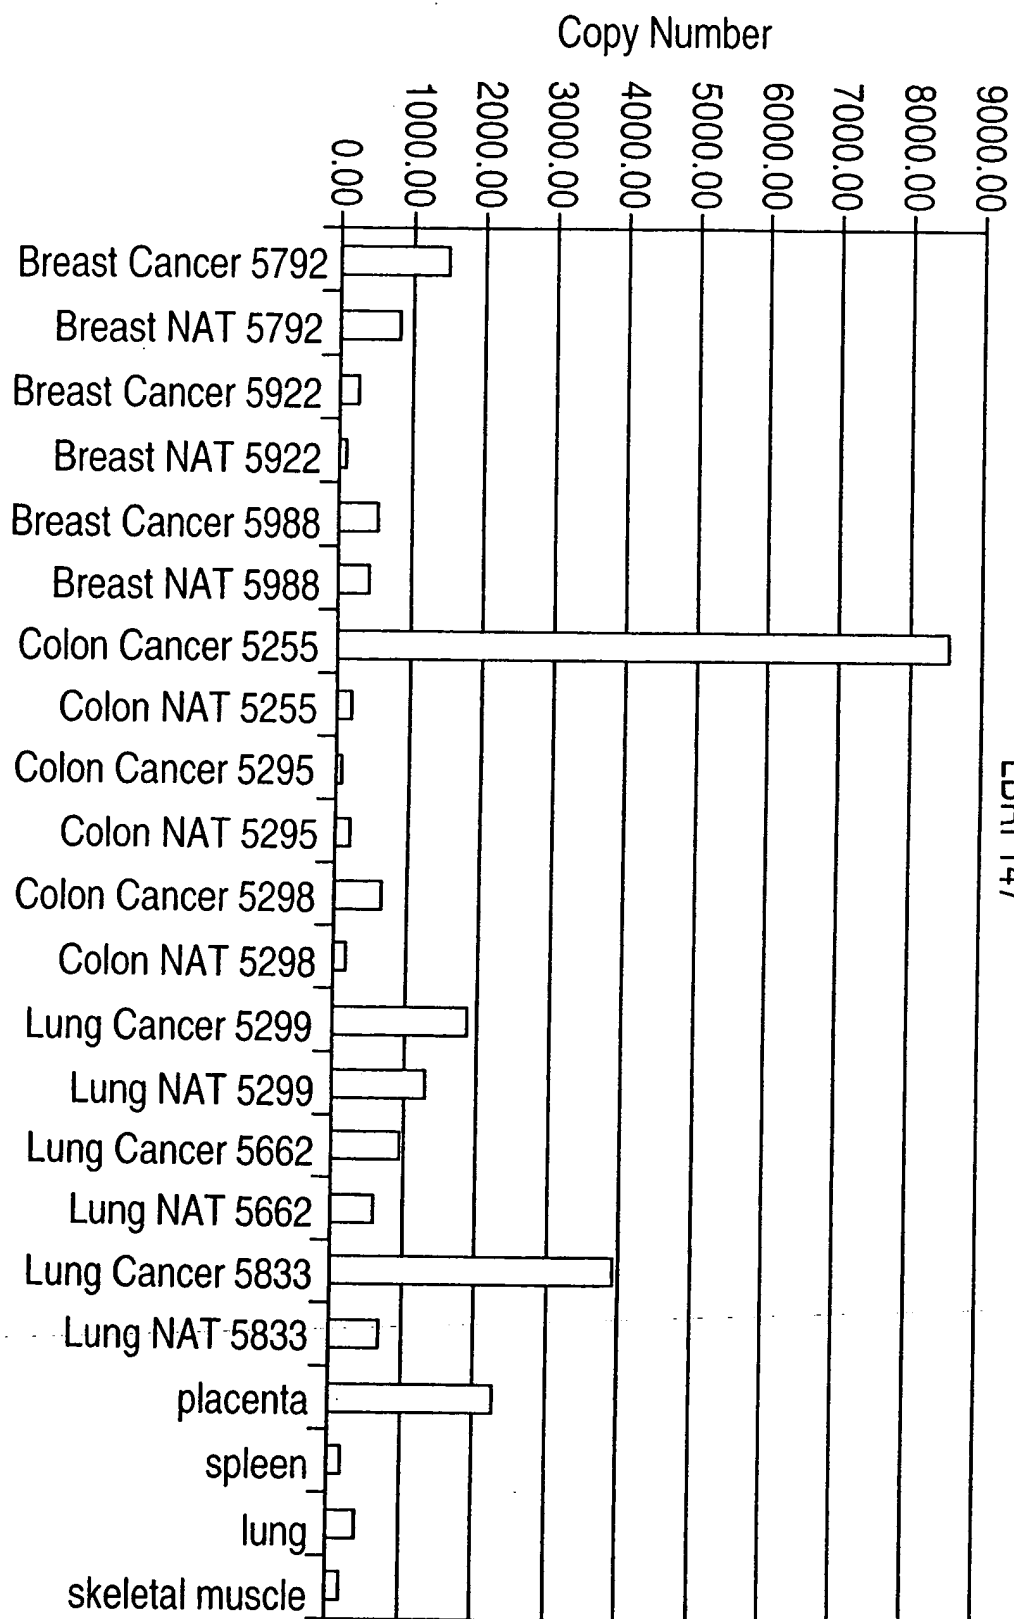 Copy Number
9000.00
8000.00
7000.00
6000.00
5000.00
4000.00
3000.00
2000.00
1000.00
0.00
Breast Cancer 5792
Breast NAT 5792
Breast Cancer 5922
Breast NAT 5922
Breast Cancer 5988
Breast NAT 5988
Colon Cancer 5255
Colon NAT 5255
Colon Cancer 5295
Colon NAT 5295
Colon Cancer 5298
Colon NAT 5298
Lung Cancer 5299
Lung NAT 5299
Lung Cancer 5662
Lung NAT 5662
Lung Cancer 5833
Lung NAT 5833
placenta
spleen
lung
skeletal muscle